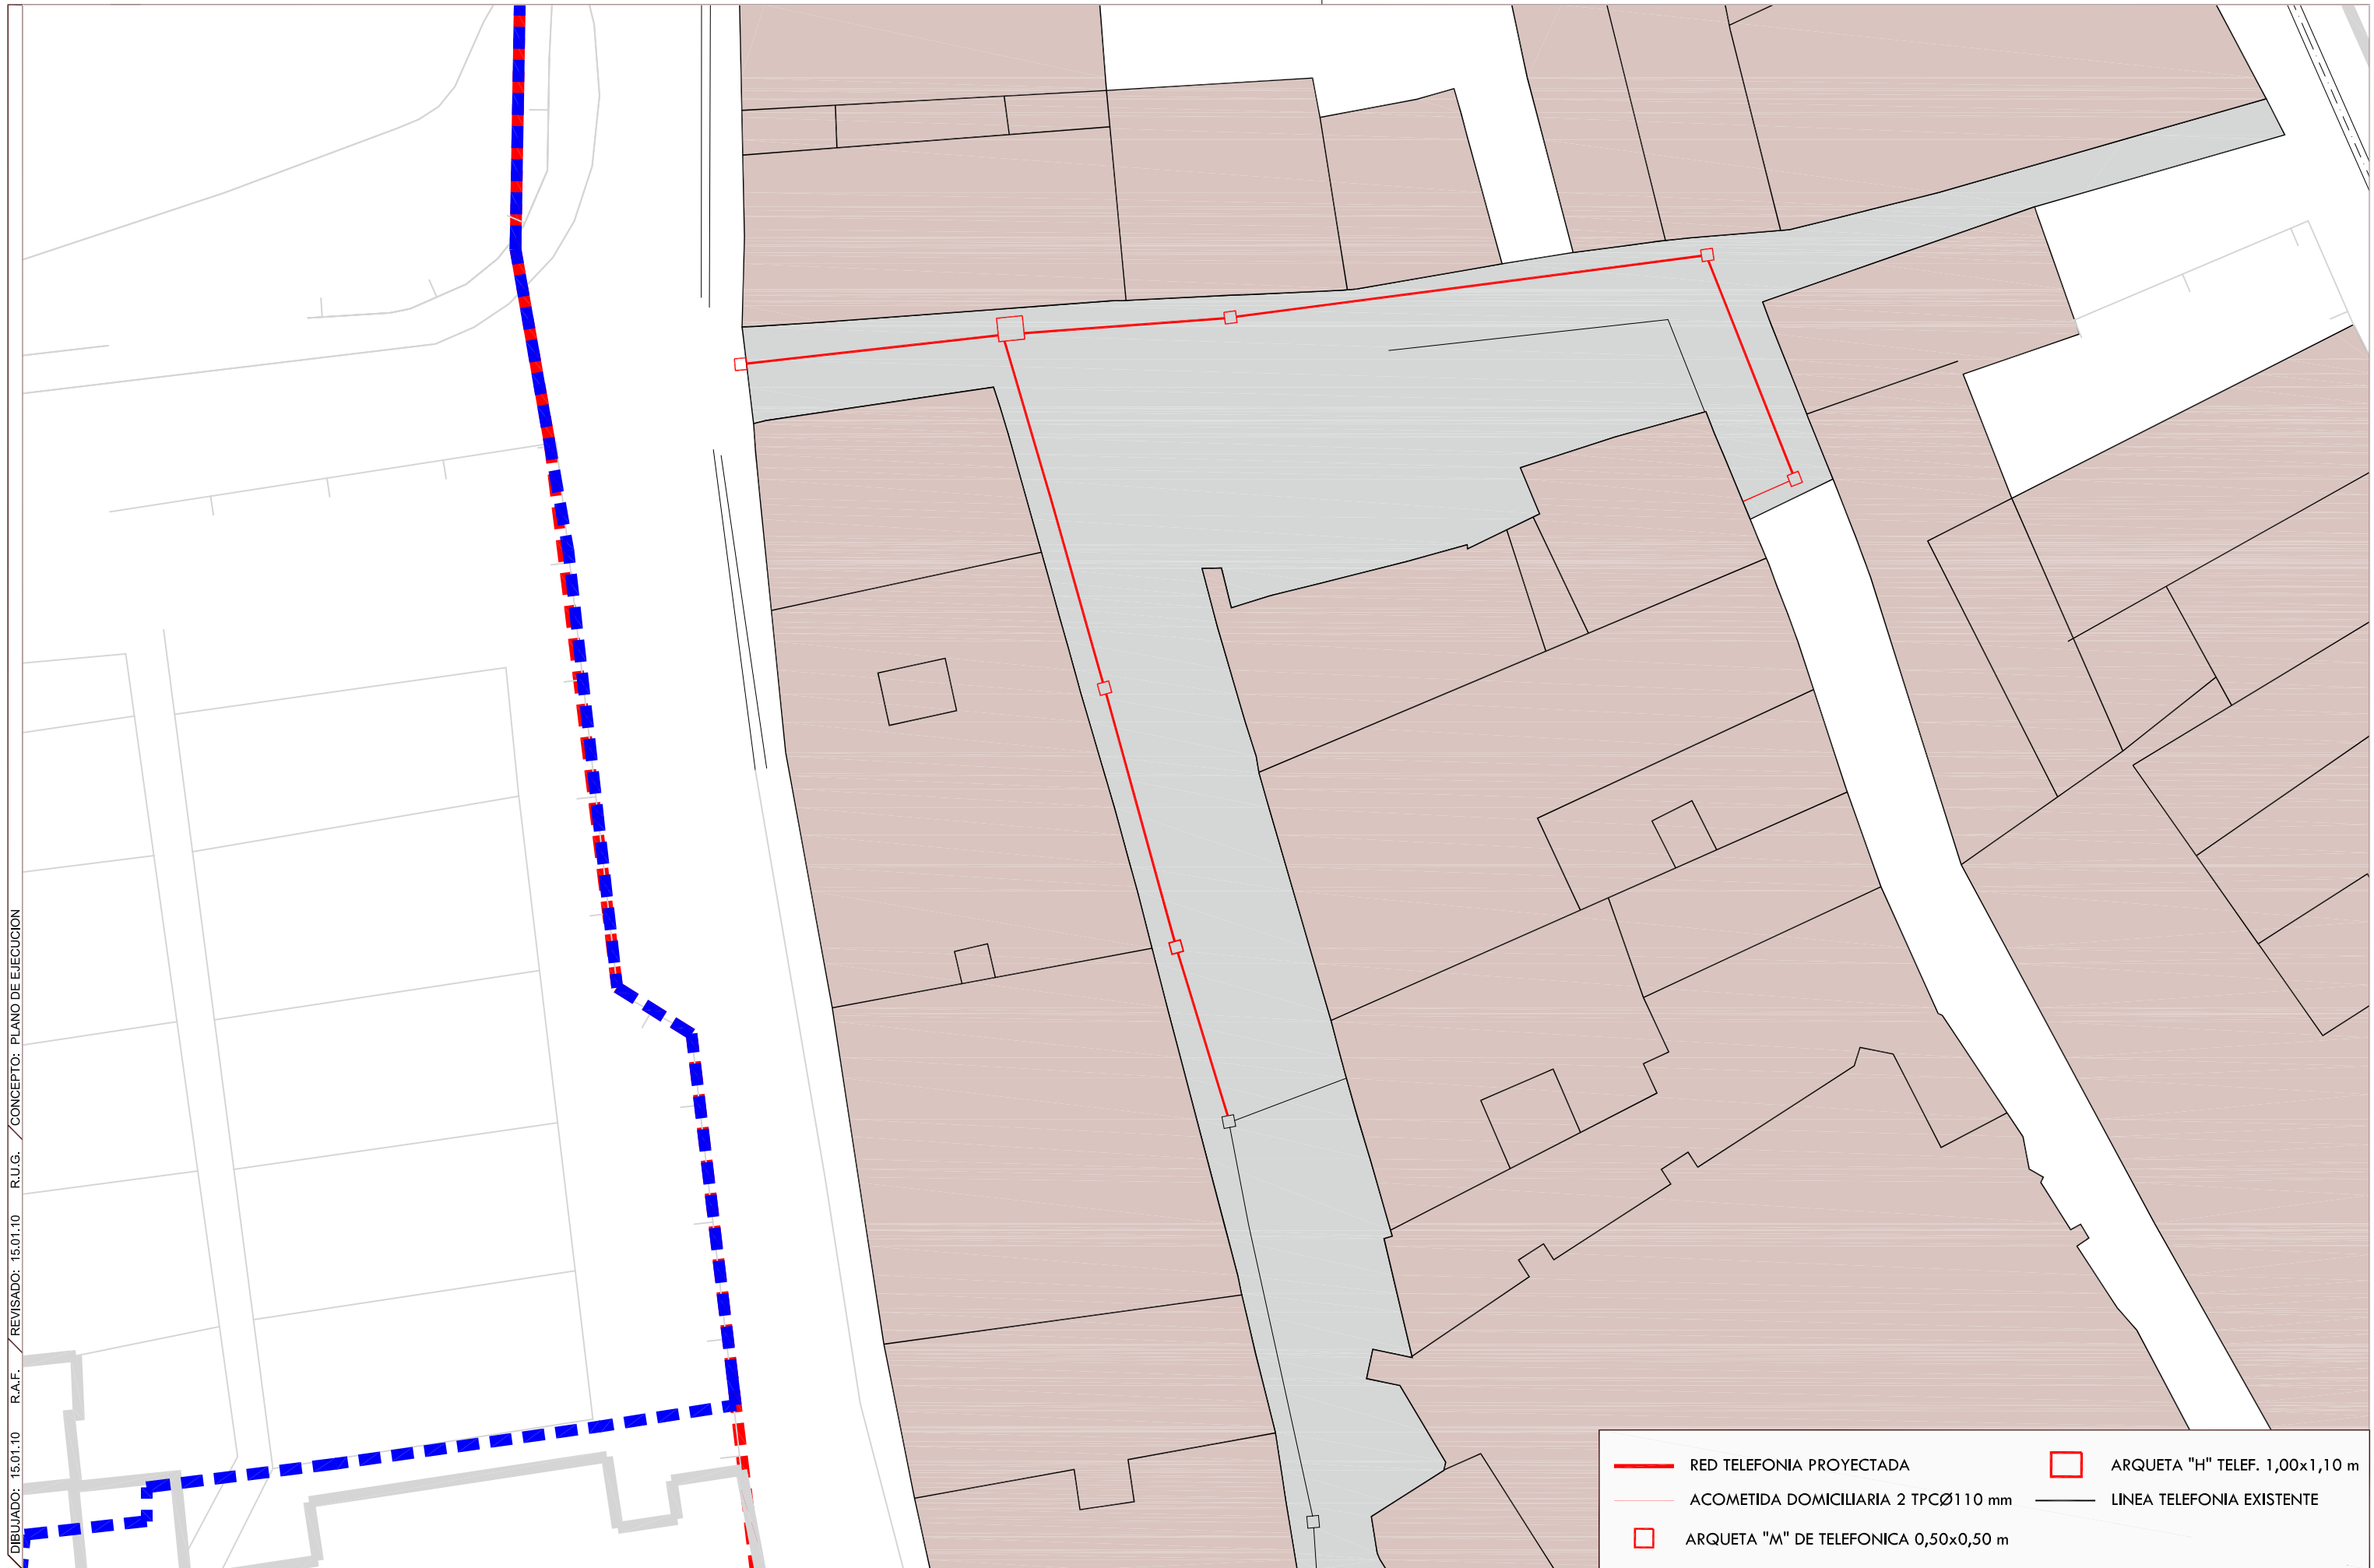 DIBUJADO: 15.01.10 R.A.F. REVISADO: 15.01.10 R.U.G. CONCEPTO: PLANO DE EJECUCION
RED TELEFONIA PROYECTADA
ARQUETA "H" TELEF. 1,00x1,10 m
ACOMETIDA DOMICILIARIA 2 TPCØ110 mm
LINEA TELEFONIA EXISTENTE
ARQUETA "M" DE TELEFONICA 0,50x0,50 m